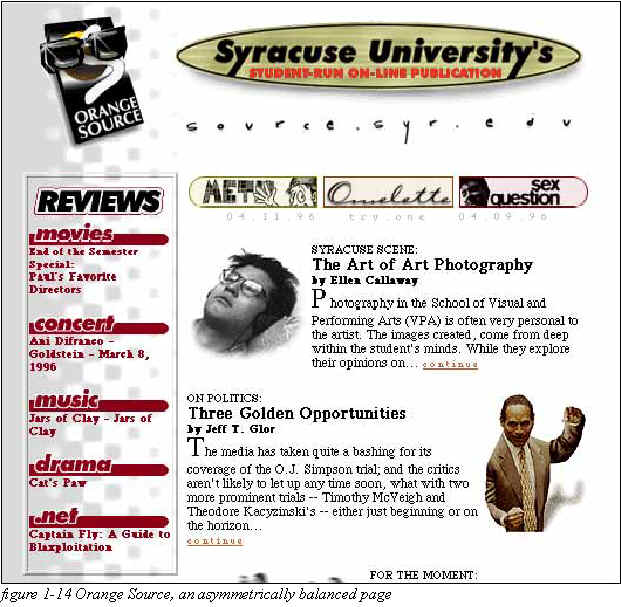 ORANGE
SOURCE
Syracuse University's
STUDENT-RUN ON-LINE PUBLICATION
source.syr.edu
REVIEWS
movies
End of the Semester
Special:
Paul's Favorite
Directors
concert
Ani Difranco -
Goldstein - March 8,
1996
music
Jars of Clay - Jars of
Clay
drama
Cat's Paw
.net
Captain Fly: A Guide to
Blaxploitation
Omelette
sex
question
04.11.96
try.one
04.09.96
SYRACUSE SCENE:
The Art of Art Photography
by Ellen Callaway
Photography in the School of Visual and
Performing Arts (VPA) is often very personal to
the artist. The images created, come from deep
within the student's minds. While they explore
their opinions on... continue
ON POLITICS:
Three Golden Opportunities
by Jeff T. Glor
The media has taken quite a bashing for its
coverage of the O.J. Simpson trial; and the critics
aren't likely to let up any time soon, what with two
more prominent trials -- Timothy McVeigh and
Theodore Kacyzinski's -- either just beginning or on
the horizon...
continue
FOR THE MOMENT:
figure 1-14 Orange Source, an asymmetrically balanced page